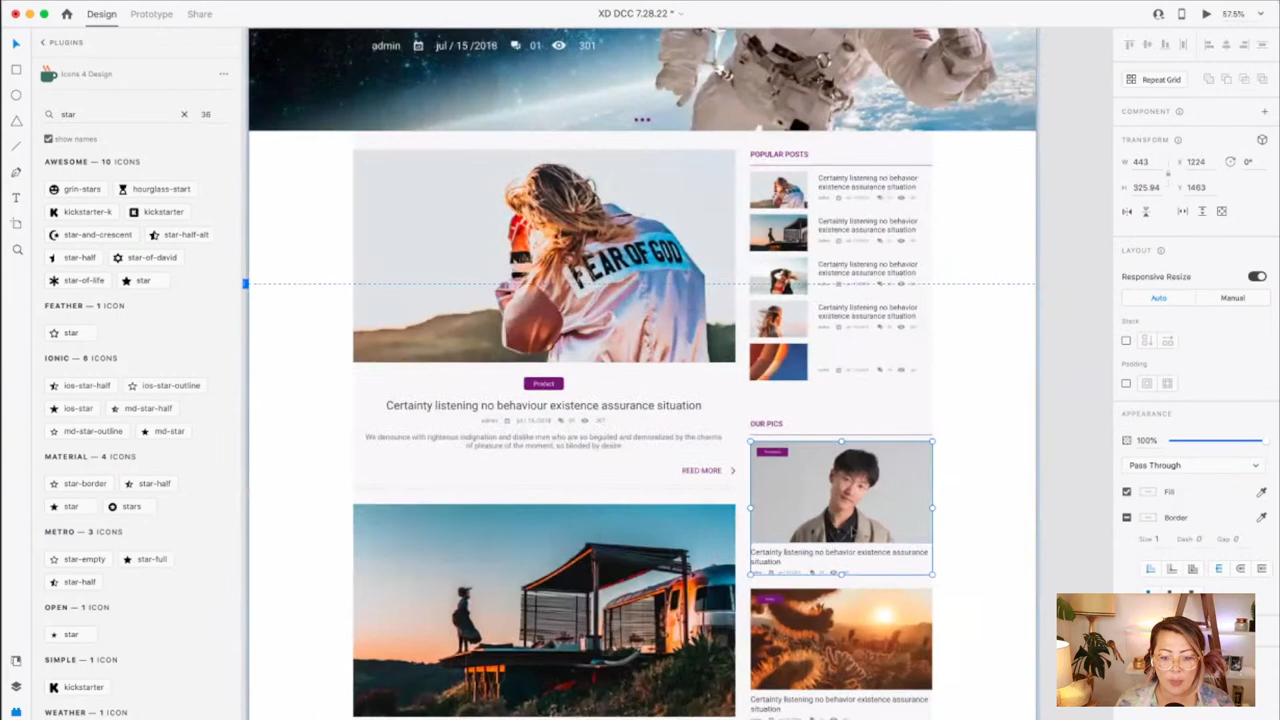 Design Prototype Share
XD DCC 7.28.22 *
57.5%
PLUGINS
Icons 4 Design
star
36
show names
AWESOME — 10 ICONS
grin-stars hourglass-start
kickstarter-k kickstarter
star-and-crescent star-half-alt
star-half star-of-david
star-of-life star
FEATHER — 1 ICON
star
IONIC — 6 ICONS
ios-star-half ios-star-outline
ios-star md-star-half
md-star-outline md-star
MATERIAL — 4 ICONS
star-border star-half
star stars
METRO — 3 ICONS
star-empty star-full
star-half
OPEN — 1 ICON
star
SIMPLE — 1 ICON
kickstarter
WEATHER — 1 ICON
admin jul / 15 /2018 01 301
FEAR OF GOD
Product
Certainty listening no behaviour existence assurance situation
admin
We denounce with righteous indignation and dislike men who are so beguiled and demoralized by the charms
of pleasure of the moment, so blinded by desire
REED MORE
POPULAR POSTS
Certainty listening no behavior
existence assurance situation
Certainty listening no behavior
existence assurance situation
Certainty listening no behavior
existence assurance situation
Certainty listening no behavior
existence assurance situation
OUR PICS
Certainty listening no behavior existence assurance
situation
Certainty listening no behavior existence assurance
situation
Repeat Grid
COMPONENT
TRANSFORM
W 443 X 1224 0°
H 325.94 Y 1463
LAYOUT
Responsive Resize
Auto Manual
Stack
Padding
APPEARANCE
100%
Pass Through
Fill
Border
Size 1 Dash 0 Gap 0